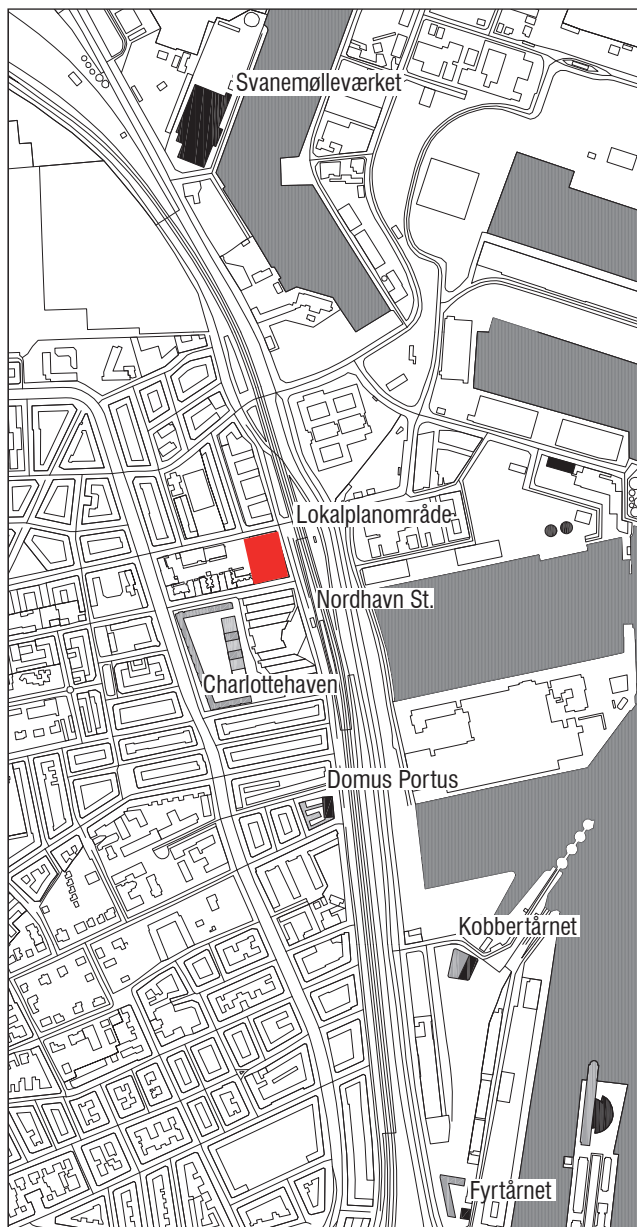 Svanemølleværket
Lokalplanområde
Nordhavn St.
Charlottehaven
Domus Portus
Kobbertårnet
Fyrtårnet